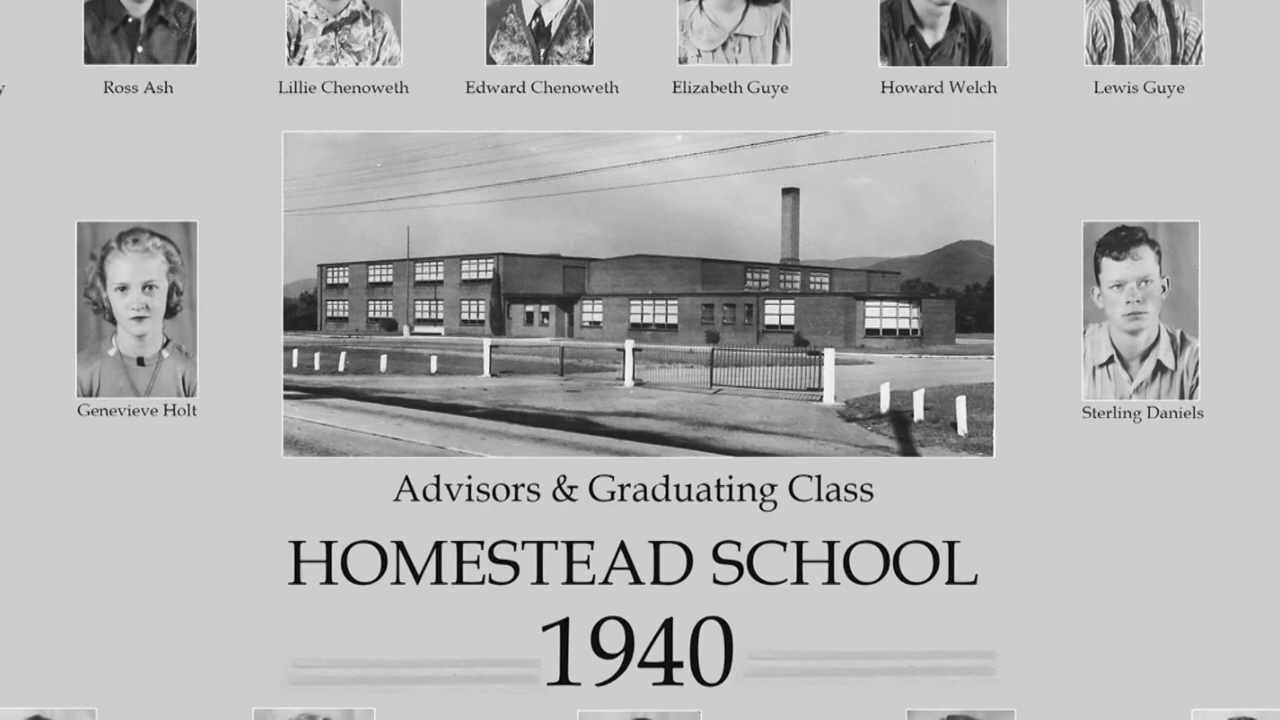 Ross Ash
Lillie Chenoweth
Edward Chenoweth
Elizabeth Guye
Howard Welch
Lewis Guye
Genevieve Holt
Sterling Daniels
Advisors & Graduating Class
HOMESTEAD SCHOOL
1940